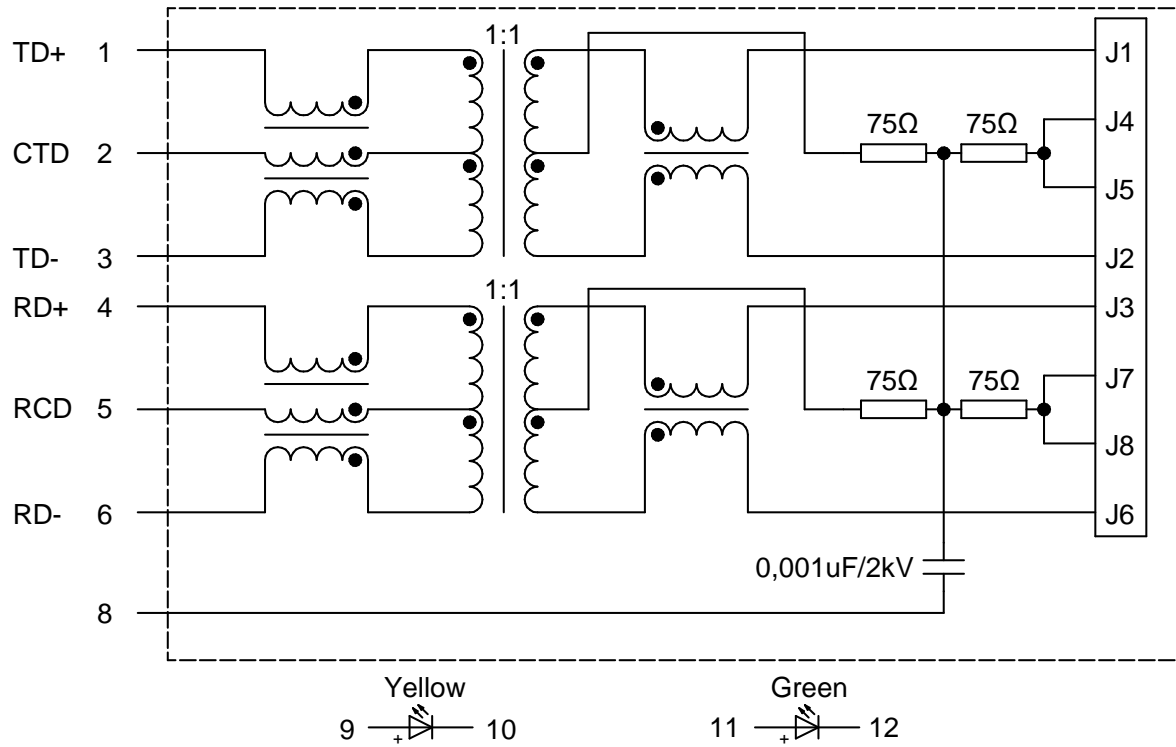 TD+ 1 1:1 J1
75Ω 75Ω J4
CTD 2
J5
TD- 3 J2
RD+ 4 1:1 J3
75Ω 75Ω J7
RCD 5
J8
RD- 6 J6
0,001uF/2kV
8
Yellow Green
9 + 10 11 + 12